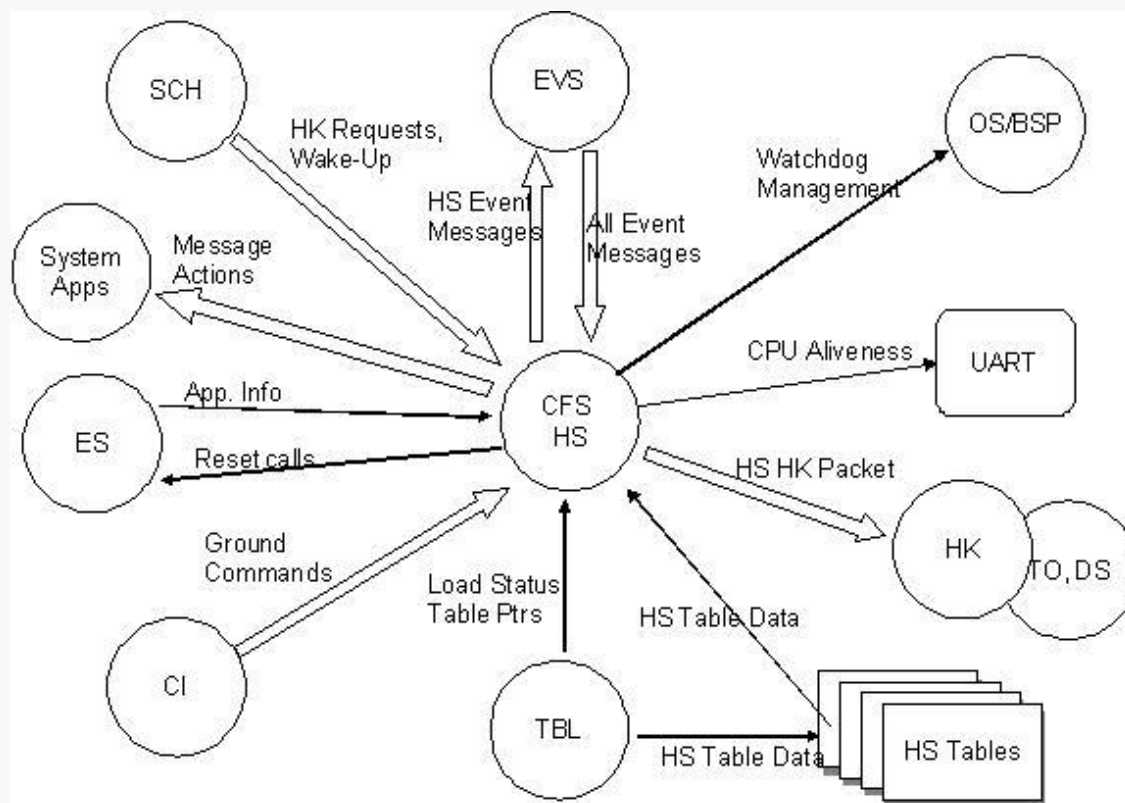 SCH
EVS
OS/BSP
HK Requests,
Wake-Up
Watchdog
Management
HS Event
Messages
All Event
Messages
System
Apps
Message
Actions
CPU Aliveness
UART
App. Info
CFS
HS
ES
Reset calls
HS HK Packet
HK
TO, DS
Ground
Commands
Load Status
Table Ptrs
HS Table Data
CI
TBL
HS Table Data
HS Tables